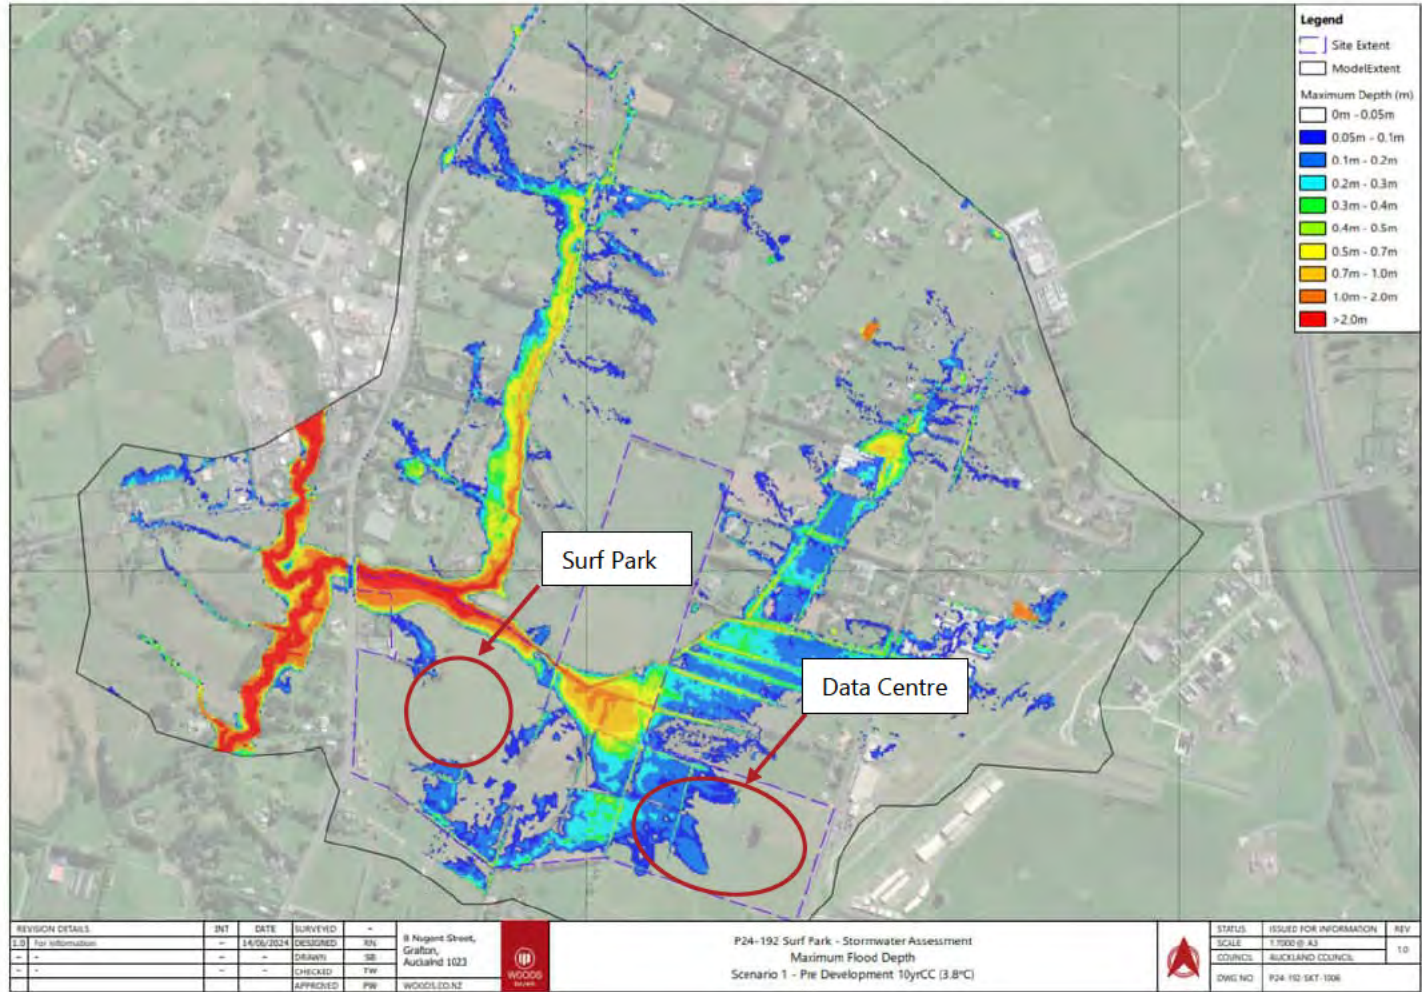 Legend
Site Extent
ModelExtent
Maximum Depth (m)
0m - 0.05m
0.05m - 0.1m
0.1m - 0.2m
0.2m - 0.3m
0.3m - 0.4m
0.4m - 0.5m
0.5m - 0.7m
0.7m - 1.0m
1.0m - 2.0m
>2.0m
Surf Park
Data Centre
REVISION DETAILS INT DATE SURVEYED -
1.0 For Information - 14/06/2024 DESIGNED RN
- - - - DRAWN SB
- - - - CHECKED TW
APPROVED PW
8 Nugent Street,
Grafton,
Auckalnd 1023
WOODS.CO.NZ
WOODS
P24-192 Surf Park - Stormwater Assessment
Maximum Flood Depth
Scenario 1 - Pre Development 10yrCC (3.8°C)
STATUS ISSUED FOR INFORMATION REV
SCALE 1:7000 @ A3 1.0
COUNCIL AUCKLAND COUNCIL
DWG NO P24-192-SKT-1006